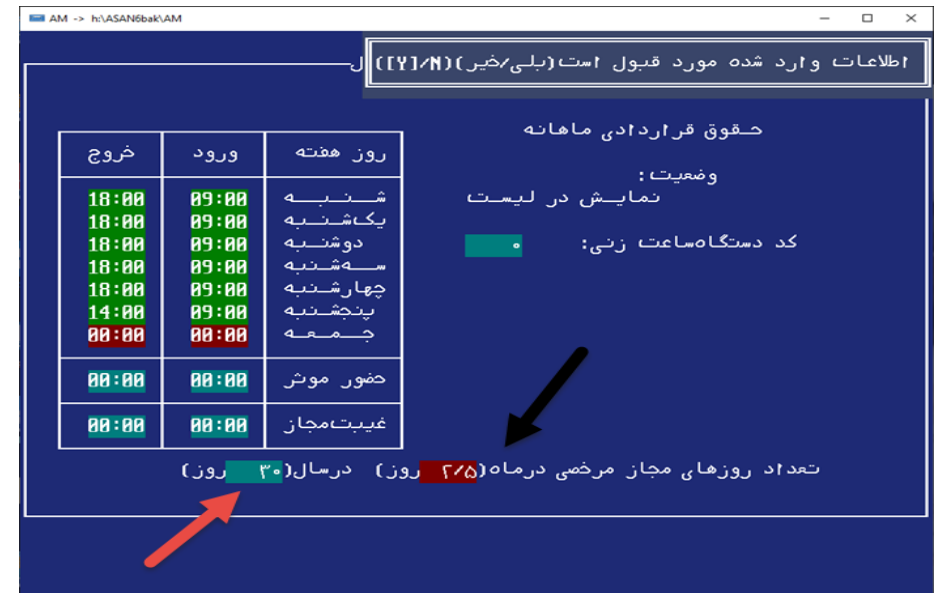 AM -> h:\ASAN6bak\AM
اطلاعات وارد شده مورد قبول است(بلی/خیر)(Y]/N])
ل
حقوق قراردادی ماهانه
وضعیت:
نمایش در لیست
کد دستگاه‌ساعت زنی: ۰
روز هفته ورود خروج
شنبه 09:00 18:00
یکشنبه 09:00 18:00
دوشنبه 09:00 18:00
سه‌شنبه 09:00 18:00
چهارشنبه 09:00 18:00
پنجشنبه 09:00 14:00
جمعه 00:00 00:00
حضور موثر 00:00 00:00
غیبت‌مجاز 00:00 00:00
تعداد روزهای مجاز مرخصی درماه(۲/۵ روز) درسال(۳۰ روز)